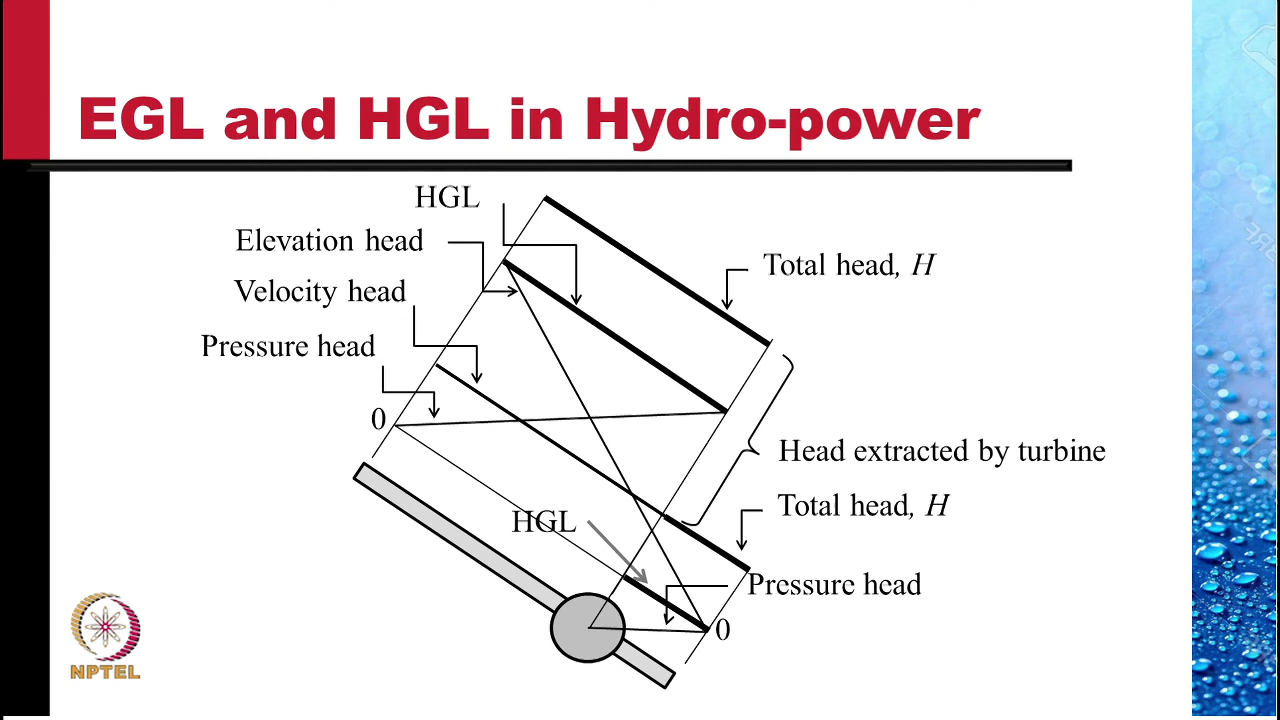 EGL and HGL in Hydro-power
HGL
Elevation head
Total head, H
Velocity head
Pressure head
0
Head extracted by turbine
Total head, H
HGL
Pressure head
0
NPTEL